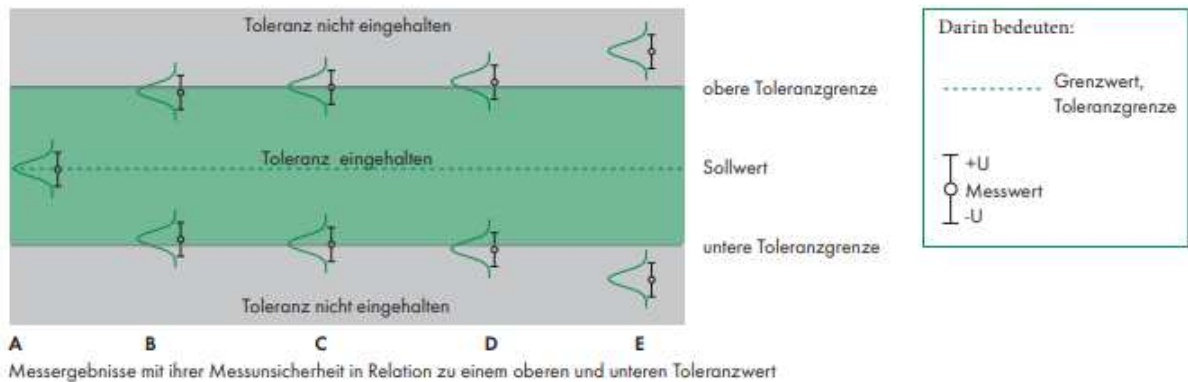 Toleranz nicht eingehalten
obere Toleranzgrenze
Toleranz eingehalten
Sollwert
untere Toleranzgrenze
Toleranz nicht eingehalten
A B C D E
Messergebnisse mit ihrer Messunsicherheit in Relation zu einem oberen und unteren Toleranzwert
Darin bedeuten:
Grenzwert,
Toleranzgrenze
+U
Messwert
-U